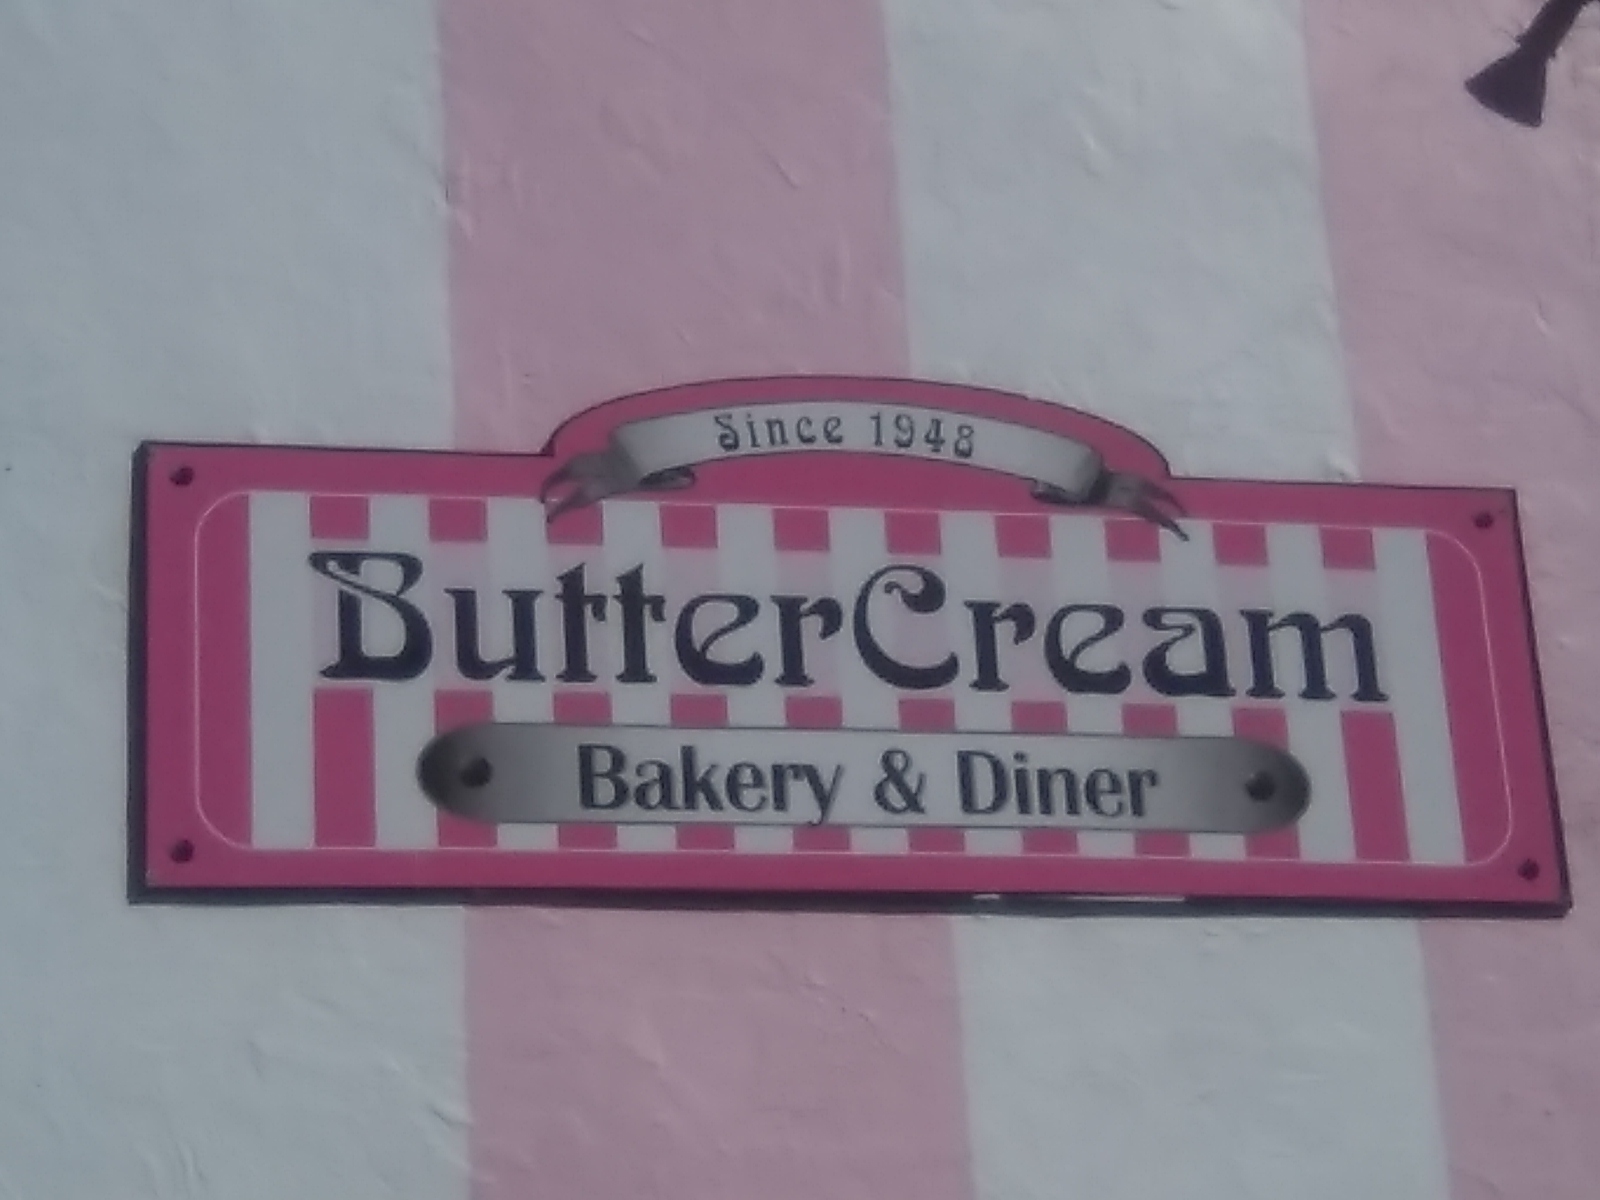 Since 1948
ButterCream
Bakery & Diner